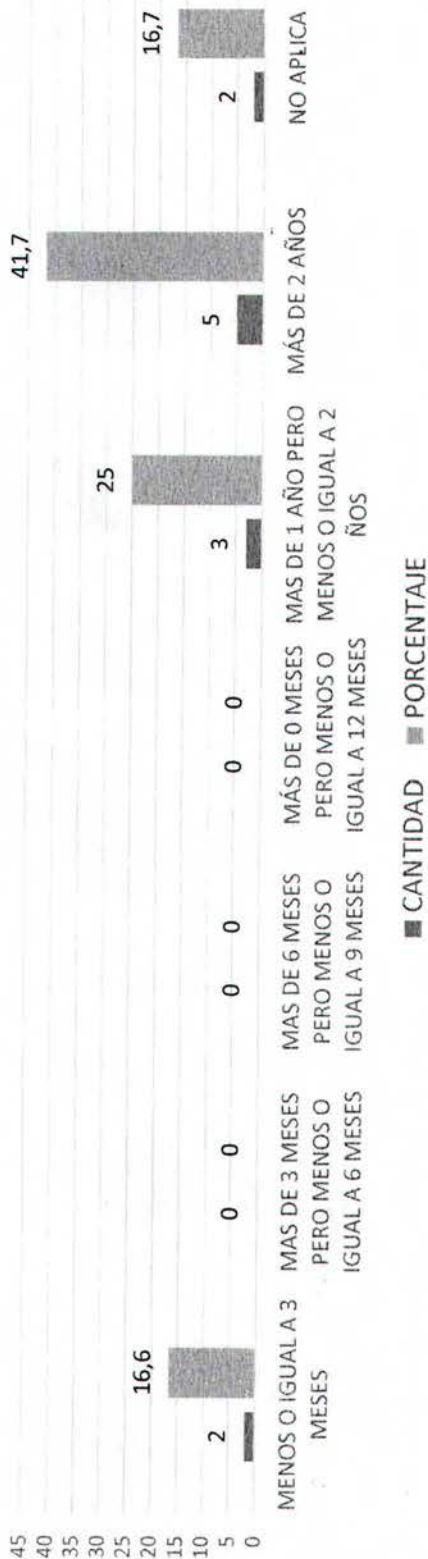 45
40
35
30
25
20
15
10
5
0
2
16,6
0
0
0
0
0
0
3
25
5
41,7
2
16,7
MENOS O IGUAL A 3
MESES
MAS DE 3 MESES
PERO MENOS O
IGUAL A 6 MESES
MAS DE 6 MESES
PERO MENOS O
IGUAL A 9 MESES
MÁS DE 0 MESES
PERO MENOS O
IGUAL A 12 MESES
MAS DE 1 AÑO PERO
MENOS O IGUAL A 2
ÑOS
MÁS DE 2 AÑOS
NO APLICA
CANTIDAD
PORCENTAJE